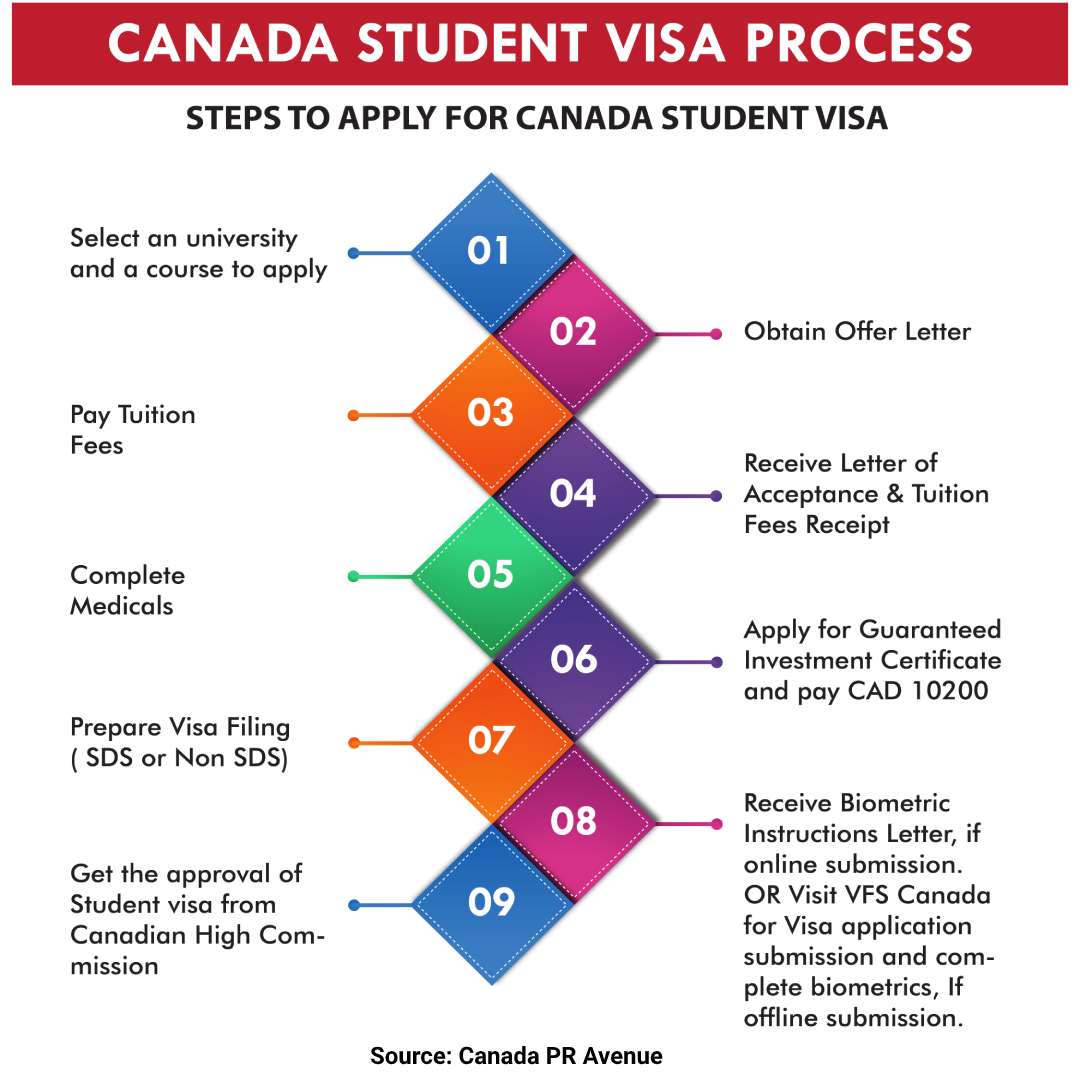 CANADA STUDENT VISA PROCESS
STEPS TO APPLY FOR CANADA STUDENT VISA
01
Select an university
and a course to apply
02
Obtain Offer Letter
03
Pay Tuition
Fees
04
Receive Letter of
Acceptance & Tuition
Fees Receipt
05
Complete
Medicals
06
Apply for Guaranteed
Investment Certificate
and pay CAD 10200
07
Prepare Visa Filing
( SDS or Non SDS)
08
Receive Biometric
Instructions Letter, if
online submission.
OR Visit VFS Canada
for Visa application
submission and com-
plete biometrics, If
offline submission.
09
Get the approval of
Student visa from
Canadian High Com-
mission
Source: Canada PR Avenue